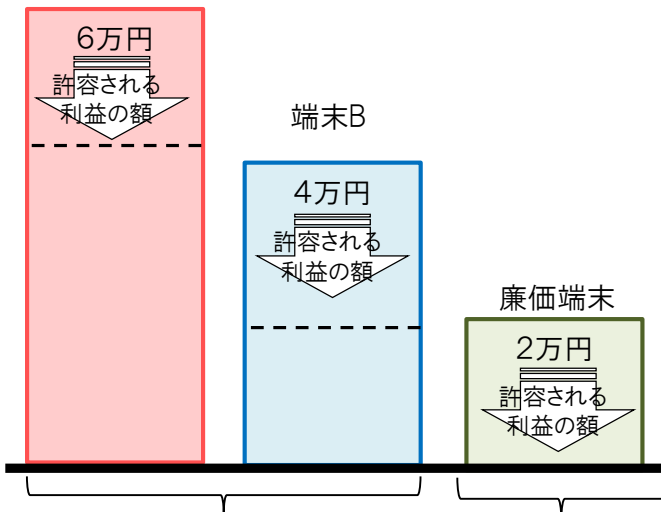 6万円
許容される
利益の額
端末B
4万円
許容される
利益の額
廉価端末
2万円
許容される
利益の額